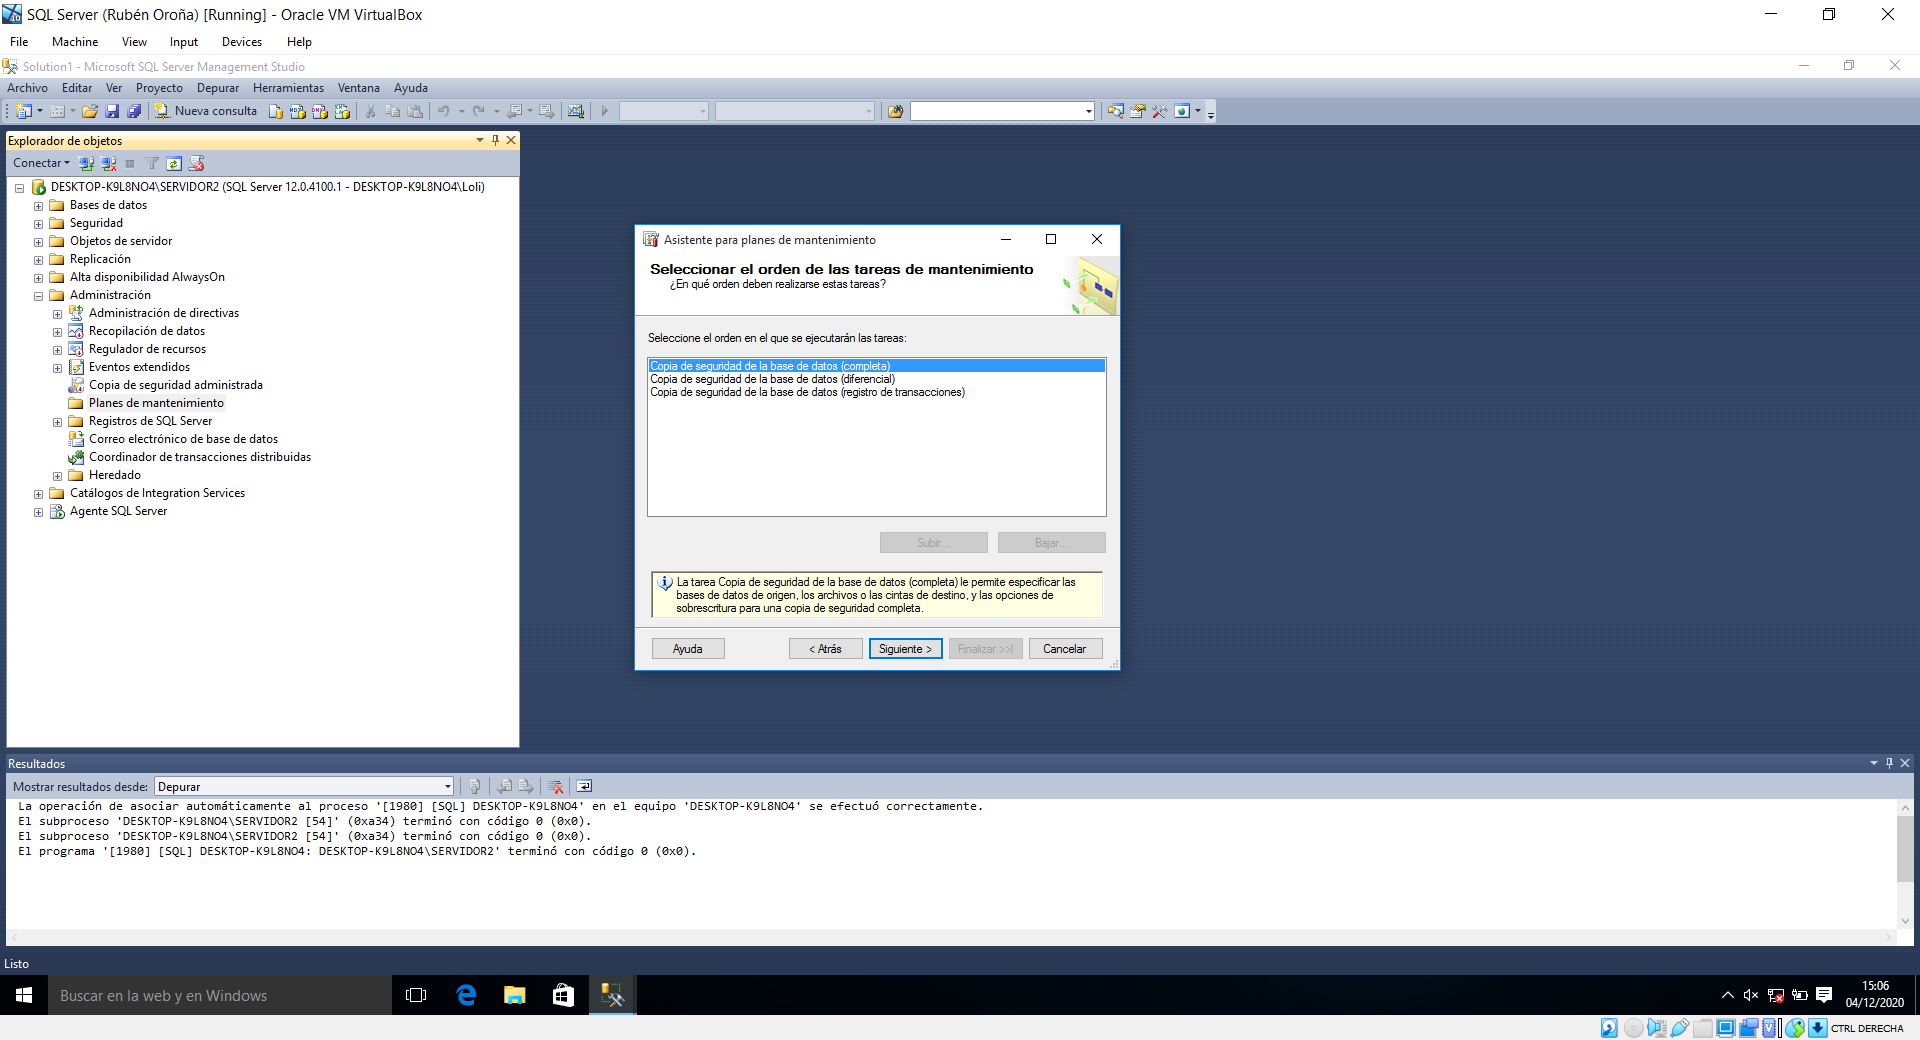 SQL Server (Rubén Oroña) [Running] - Oracle VM VirtualBox
File Machine View Input Devices Help
Solution1 - Microsoft SQL Server Management Studio
Archivo Editar Ver Proyecto Depurar Herramientas Ventana Ayuda
Nueva consulta
Explorador de objetos
Conectar
DESKTOP-K9L8NO4\SERVIDOR2 (SQL Server 12.0.4100.1 - DESKTOP-K9L8NO4\Loli)
Bases de datos
Seguridad
Objetos de servidor
Replicación
Alta disponibilidad AlwaysOn
Administración
Administración de directivas
Recopilación de datos
Regulador de recursos
Eventos extendidos
Copia de seguridad administrada
Planes de mantenimiento
Registros de SQL Server
Correo electrónico de base de datos
Coordinador de transacciones distribuidas
Heredado
Catálogos de Integration Services
Agente SQL Server
Asistente para planes de mantenimiento
Seleccionar el orden de las tareas de mantenimiento
¿En qué orden deben realizarse estas tareas?
Seleccione el orden en el que se ejecutarán las tareas:
Copia de seguridad de la base de datos (completa)
Copia de seguridad de la base de datos (diferencial)
Copia de seguridad de la base de datos (registro de transacciones)
Subir... Bajar...
La tarea Copia de seguridad de la base de datos (completa) le permite especificar las
bases de datos de origen, los archivos o las cintas de destino, y las opciones de
sobrescritura para una copia de seguridad completa.
Ayuda < Atrás Siguiente > Finalizar >>| Cancelar
Resultados
Mostrar resultados desde: Depurar
La operación de asociar automáticamente al proceso '[1980] [SQL] DESKTOP-K9L8NO4' en el equipo 'DESKTOP-K9L8NO4' se efectuó correctamente.
El subproceso 'DESKTOP-K9L8NO4\SERVIDOR2 [54]' (0xa34) terminó con código 0 (0x0).
El subproceso 'DESKTOP-K9L8NO4\SERVIDOR2 [54]' (0xa34) terminó con código 0 (0x0).
El programa '[1980] [SQL] DESKTOP-K9L8NO4: DESKTOP-K9L8NO4\SERVIDOR2' terminó con código 0 (0x0).
Listo
Buscar en la web y en Windows
15:06
04/12/2020
CTRL DERECHA